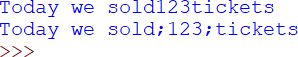 Today we sold123tickets
Today we sold;123;tickets
>>>